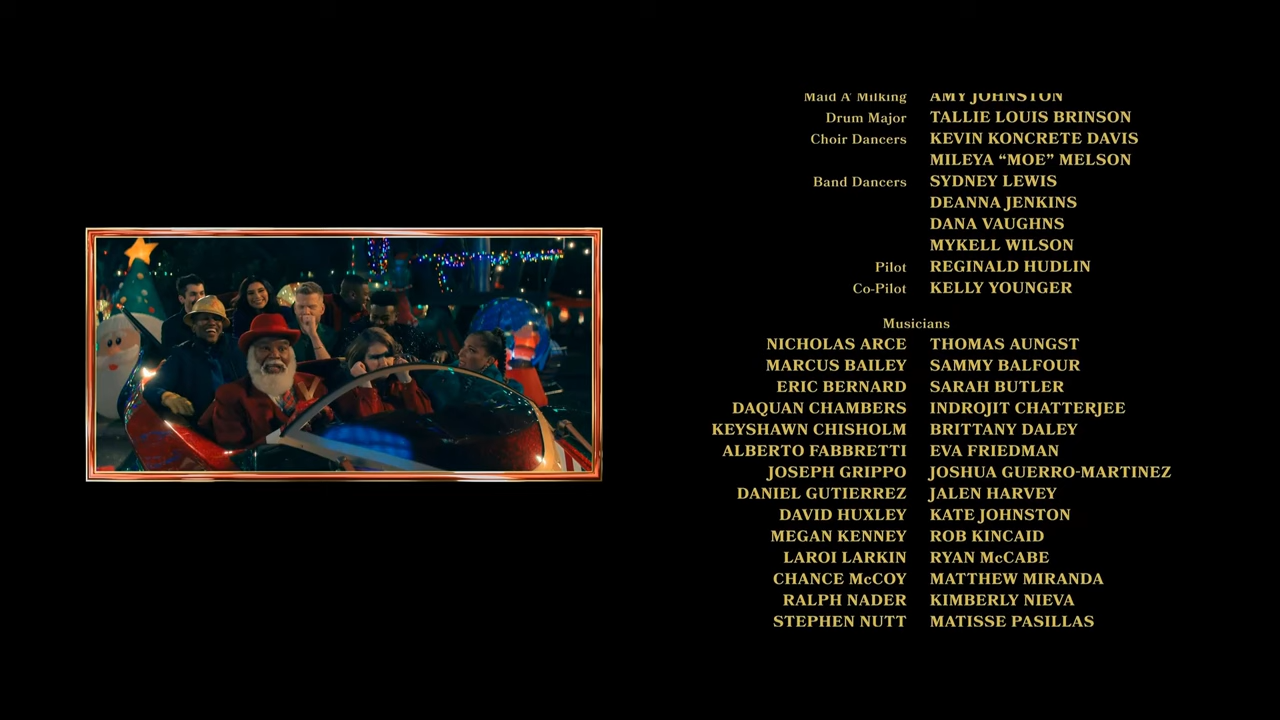 Maid A' Milking AMY JOHNSTON
Drum Major TALLIE LOUIS BRINSON
Choir Dancers KEVIN KONCRETE DAVIS
MILEYA “MOE” MELSON
Band Dancers SYDNEY LEWIS
DEANNA JENKINS
DANA VAUGHNS
MYKELL WILSON
Pilot REGINALD HUDLIN
Co-Pilot KELLY YOUNGER
Musicians
NICHOLAS ARCE THOMAS AUNGST
MARCUS BAILEY SAMMY BALFOUR
ERIC BERNARD SARAH BUTLER
DAQUAN CHAMBERS INDROJIT CHATTERJEE
KEYSHAWN CHISHOLM BRITTANY DALEY
ALBERTO FABBRETTI EVA FRIEDMAN
JOSEPH GRIPPO JOSHUA GUERRO-MARTINEZ
DANIEL GUTIERREZ JALEN HARVEY
DAVID HUXLEY KATE JOHNSTON
MEGAN KENNEY ROB KINCAID
LAROI LARKIN RYAN McCABE
CHANCE McCOY MATTHEW MIRANDA
RALPH NADER KIMBERLY NIEVA
STEPHEN NUTT MATISSE PASILLAS